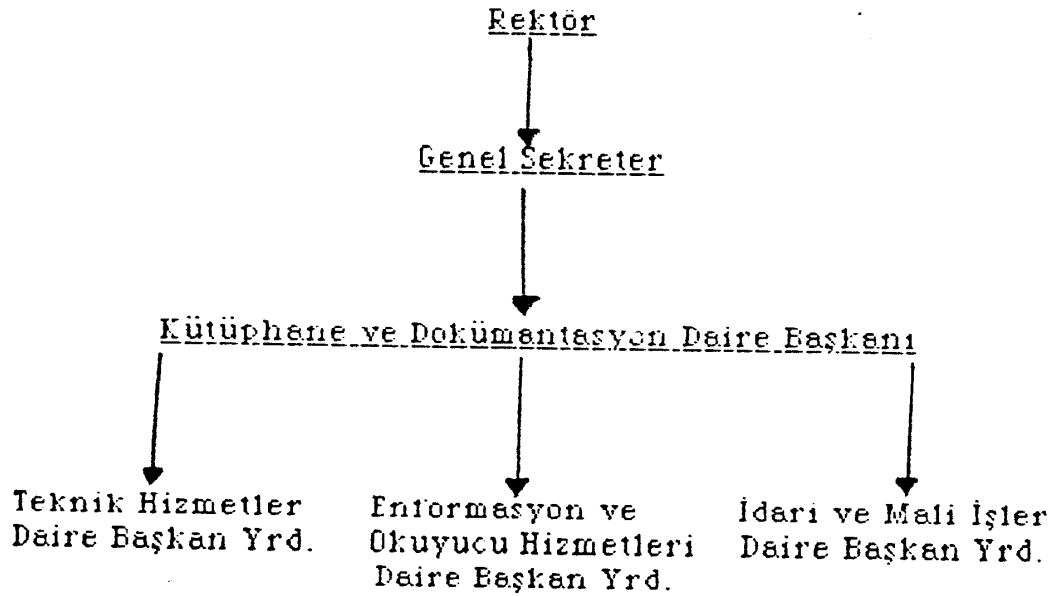 Rektör
Genel Sekreter
Kütüphane ve Dokümantasyon Daire Başkanı
Teknik Hizmetler
Daire Başkan Yrd.
Enformasyon ve
Okuyucu Hizmetleri
Daire Başkan Yrd.
İdari ve Mali İşler
Daire Başkan Yrd.